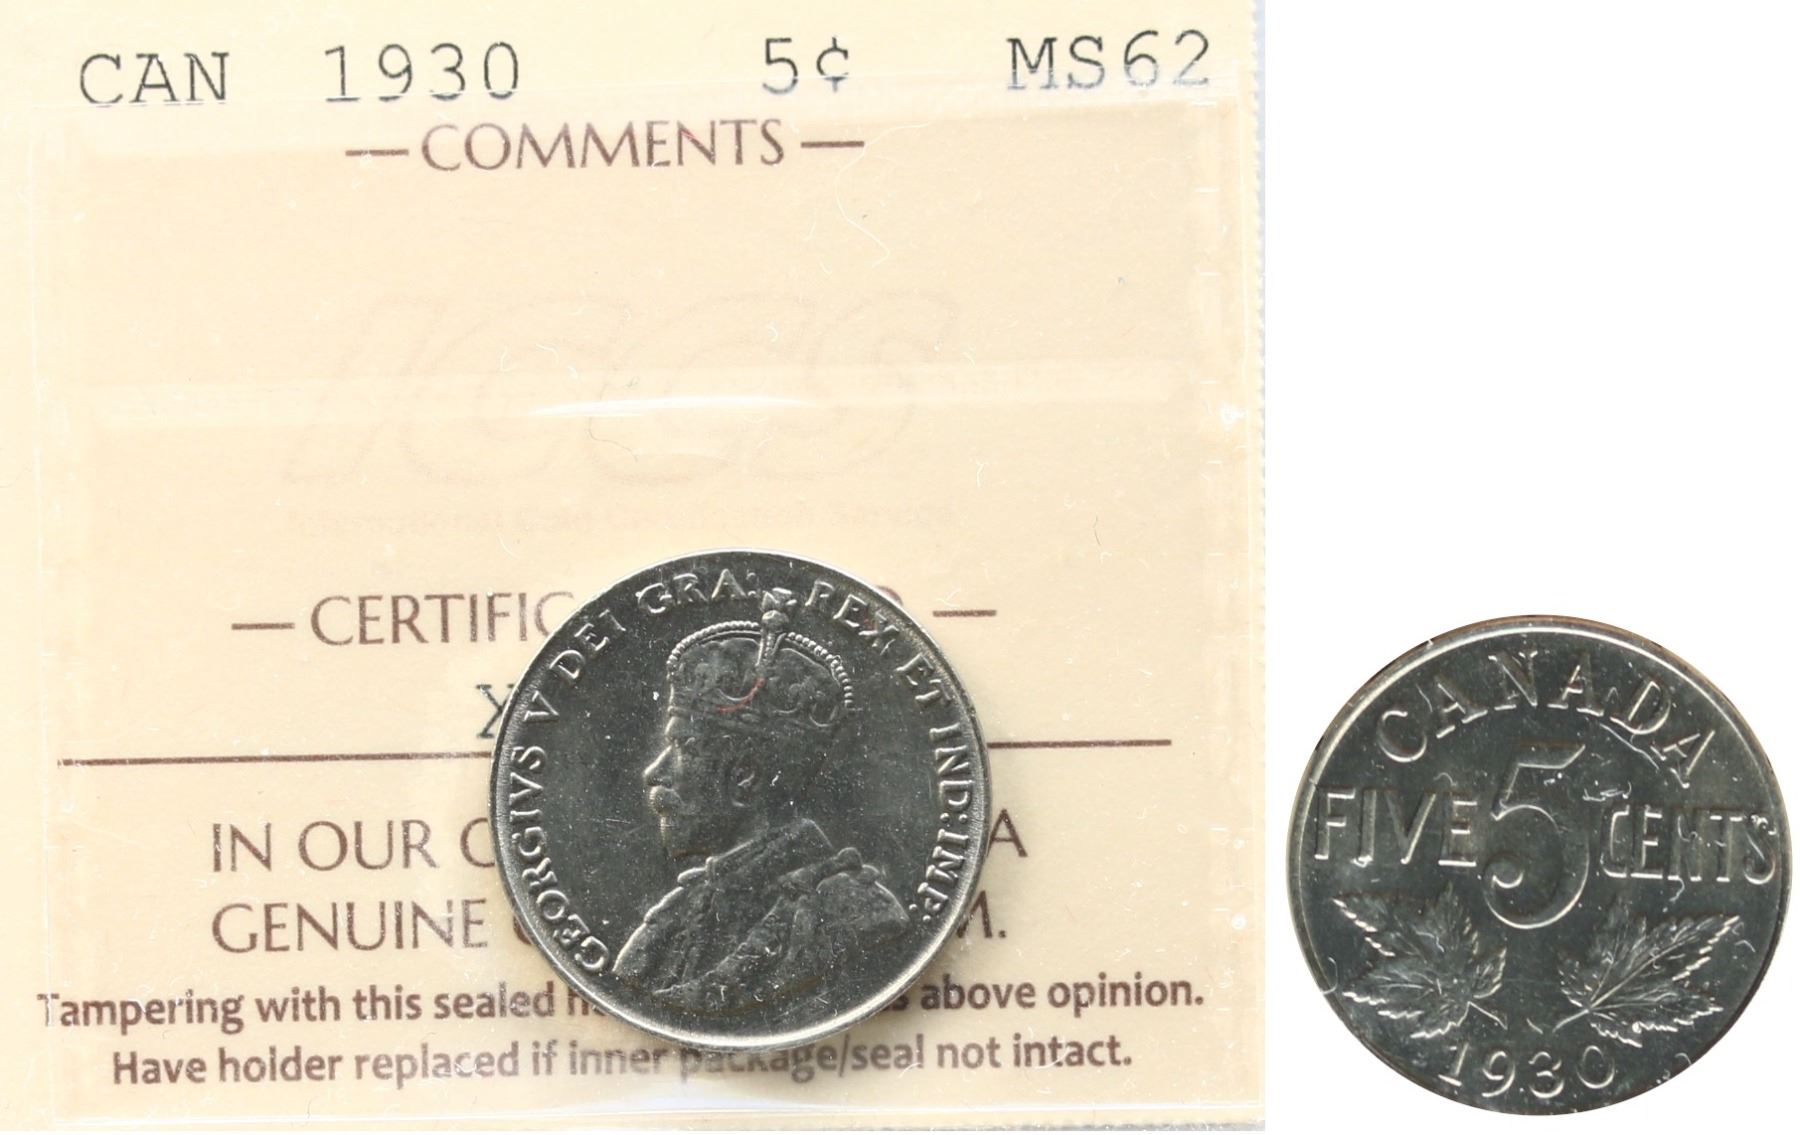 CAN 1930 5¢ MS62
— COMMENTS —
ICCS
— CERTIFIC
X
IN OUR A
GENUINE M.
Tampering with this sealed above opinion.
Have holder replaced if inner package/seal not intact.
GEORGIVS V DEI GRA: REX ET IND:IMP:
CANADA
FIVE 5 CENTS
1930